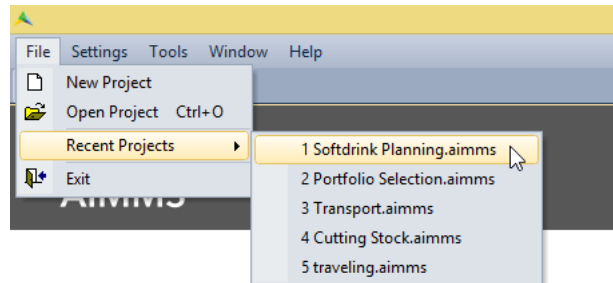 File Settings Tools Window Help
New Project
Open Project Ctrl+O
Recent Projects
1 Softdrink Planning.aimms
2 Portfolio Selection.aimms
3 Transport.aimms
4 Cutting Stock.aimms
5 traveling.aimms
Exit
AIMMS